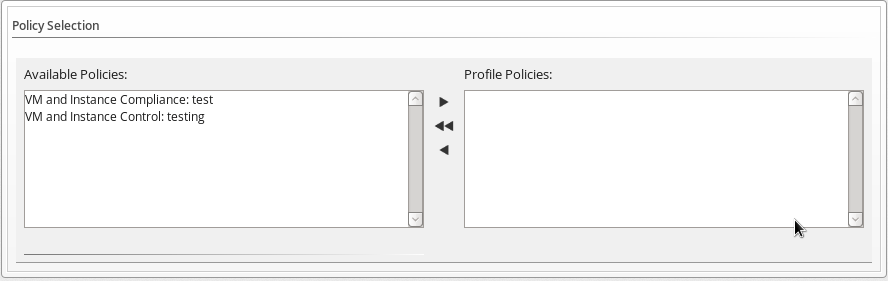 Policy Selection
Available Policies:
Profile Policies:
VM and Instance Compliance: test
VM and Instance Control: testing